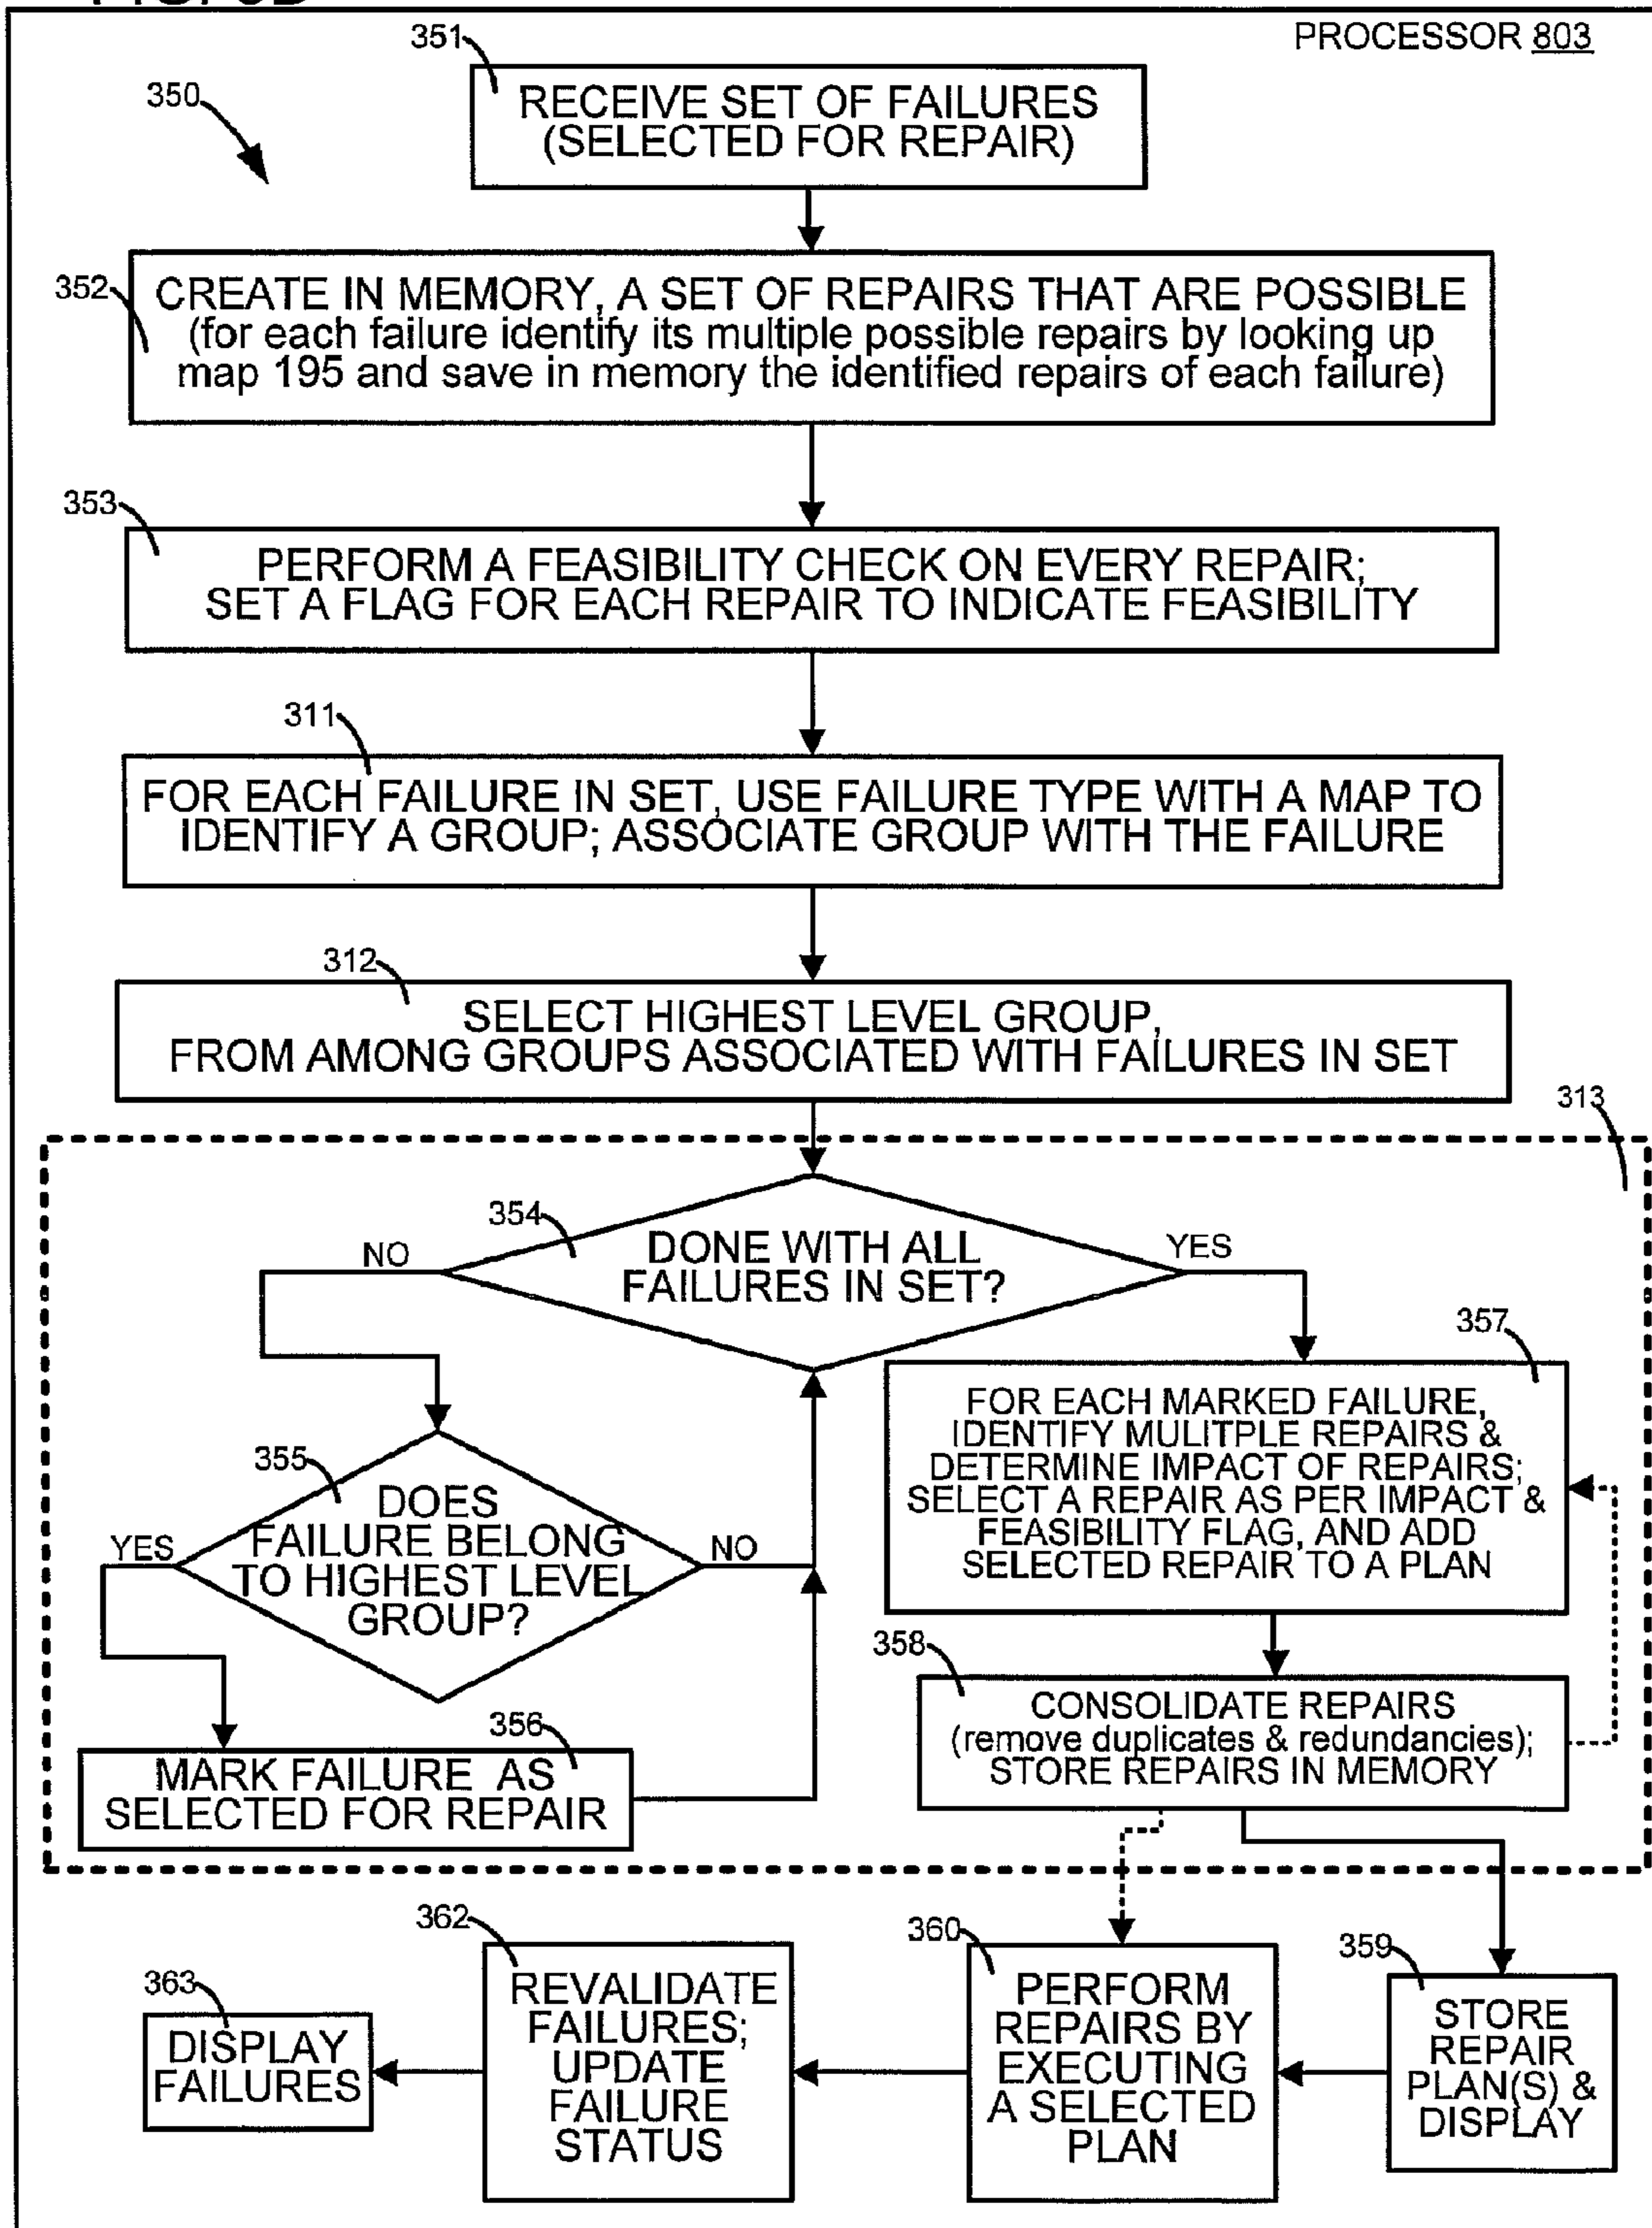 PROCESSOR 803
351
350
RECEIVE SET OF FAILURES
(SELECTED FOR REPAIR)
352
CREATE IN MEMORY, A SET OF REPAIRS THAT ARE POSSIBLE
(for each failure identify its multiple possible repairs by looking up
map 195 and save in memory the identified repairs of each failure)
353
PERFORM A FEASIBILITY CHECK ON EVERY REPAIR;
SET A FLAG FOR EACH REPAIR TO INDICATE FEASIBILITY
311
FOR EACH FAILURE IN SET, USE FAILURE TYPE WITH A MAP TO
IDENTIFY A GROUP; ASSOCIATE GROUP WITH THE FAILURE
312
SELECT HIGHEST LEVEL GROUP,
FROM AMONG GROUPS ASSOCIATED WITH FAILURES IN SET
313
354
NO
DONE WITH ALL
FAILURES IN SET?
YES
355
YES
DOES
FAILURE BELONG
TO HIGHEST LEVEL
GROUP?
NO
356
MARK FAILURE AS
SELECTED FOR REPAIR
357
FOR EACH MARKED FAILURE,
IDENTIFY MULITPLE REPAIRS &
DETERMINE IMPACT OF REPAIRS;
SELECT A REPAIR AS PER IMPACT &
FEASIBILITY FLAG, AND ADD
SELECTED REPAIR TO A PLAN
358
CONSOLIDATE REPAIRS
(remove duplicates & redundancies);
STORE REPAIRS IN MEMORY
363
DISPLAY
FAILURES
362
REVALIDATE
FAILURES;
UPDATE
FAILURE
STATUS
360
PERFORM
REPAIRS BY
EXECUTING
A SELECTED
PLAN
359
STORE
REPAIR
PLAN(S) &
DISPLAY